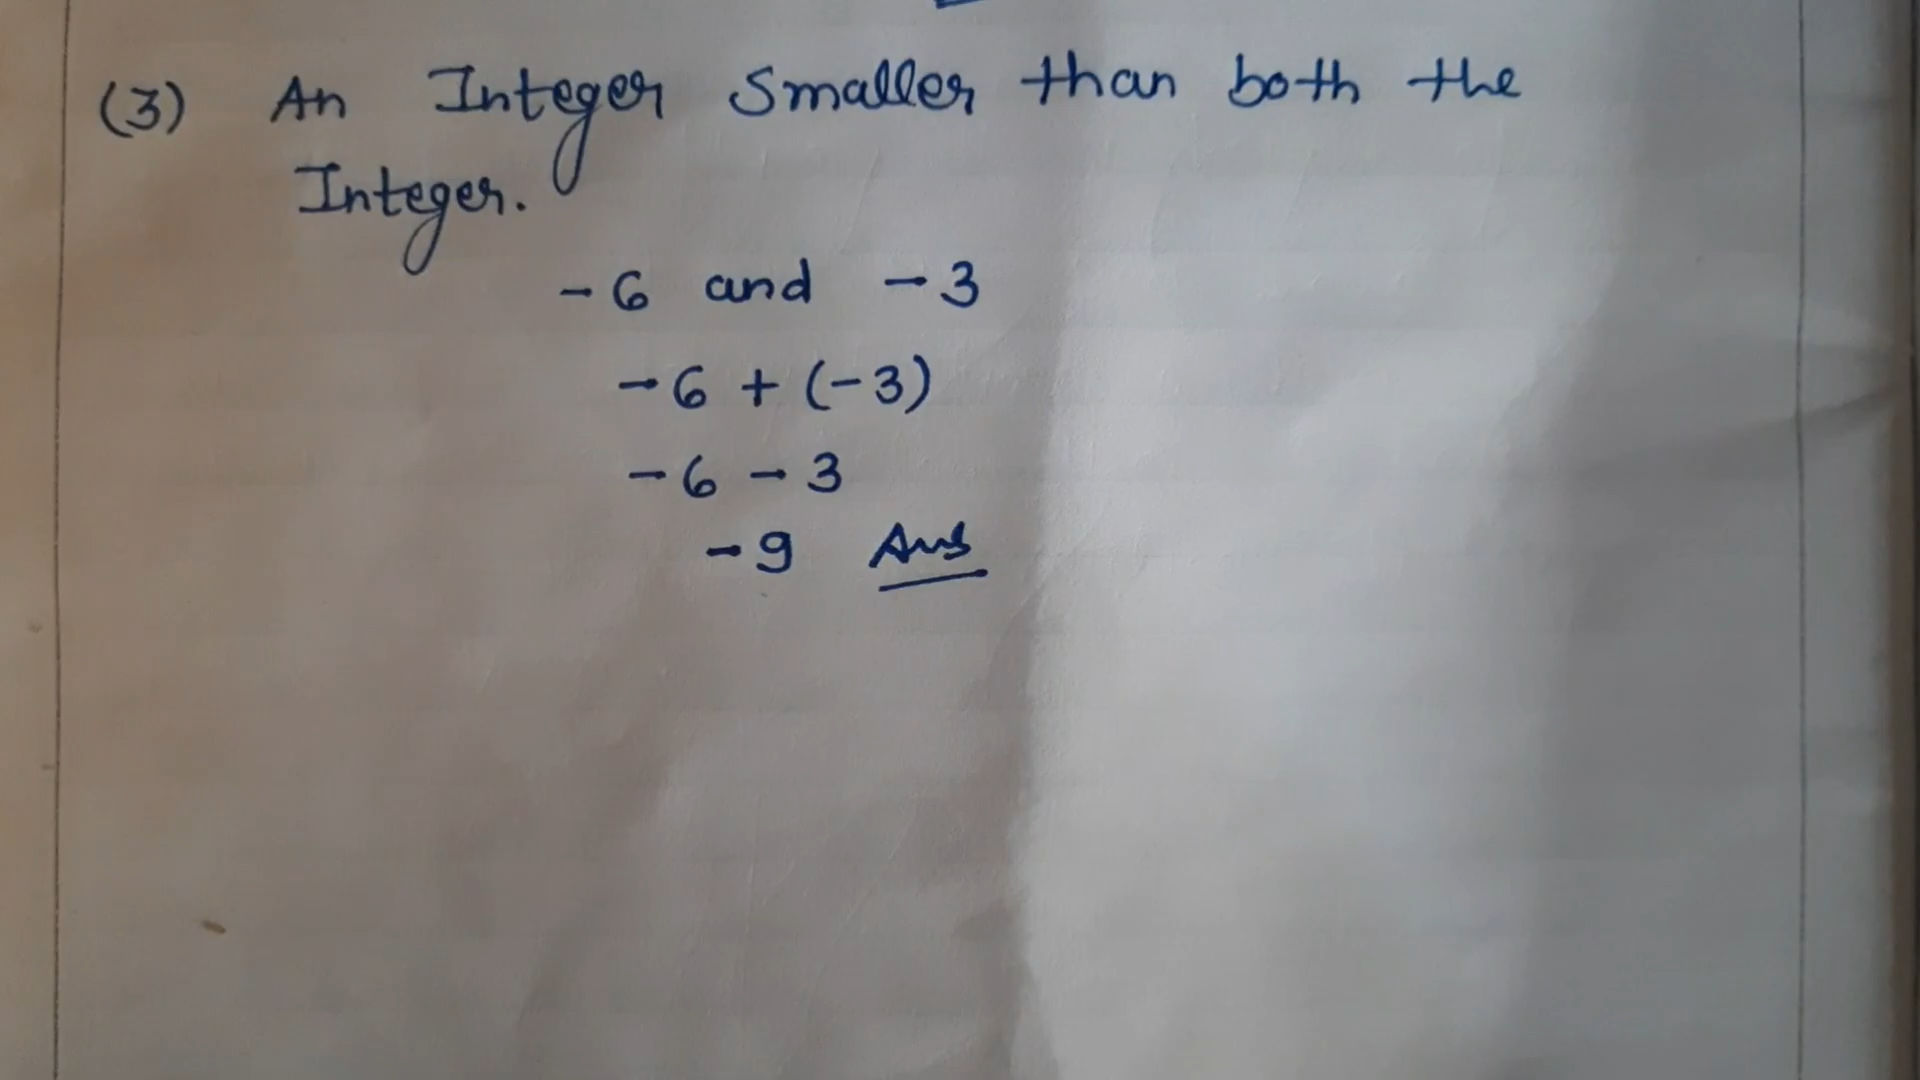 (3) An Integer Smaller than both the
Integer.
-6 and -3
-6 + (-3)
-6 - 3
-9 Ans